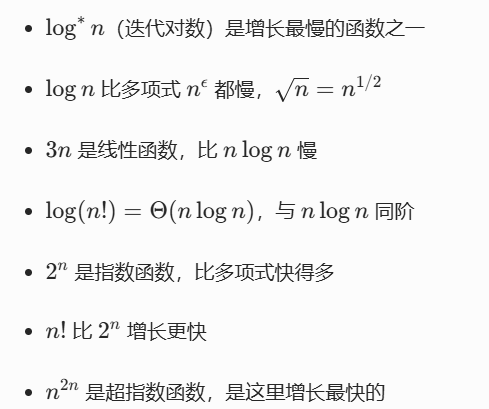 • log* n（迭代对数）是增长最慢的函数之一
• log n 比多项式 n^ϵ 都慢，√n = n^{1/2}
• 3n 是线性函数，比 n log n 慢
• log(n!) = Θ(n log n)，与 n log n 同阶
• 2^n 是指数函数，比多项式快得多
• n! 比 2^n 增长更快
• n^{2n} 是超指数函数，是这里增长最快的